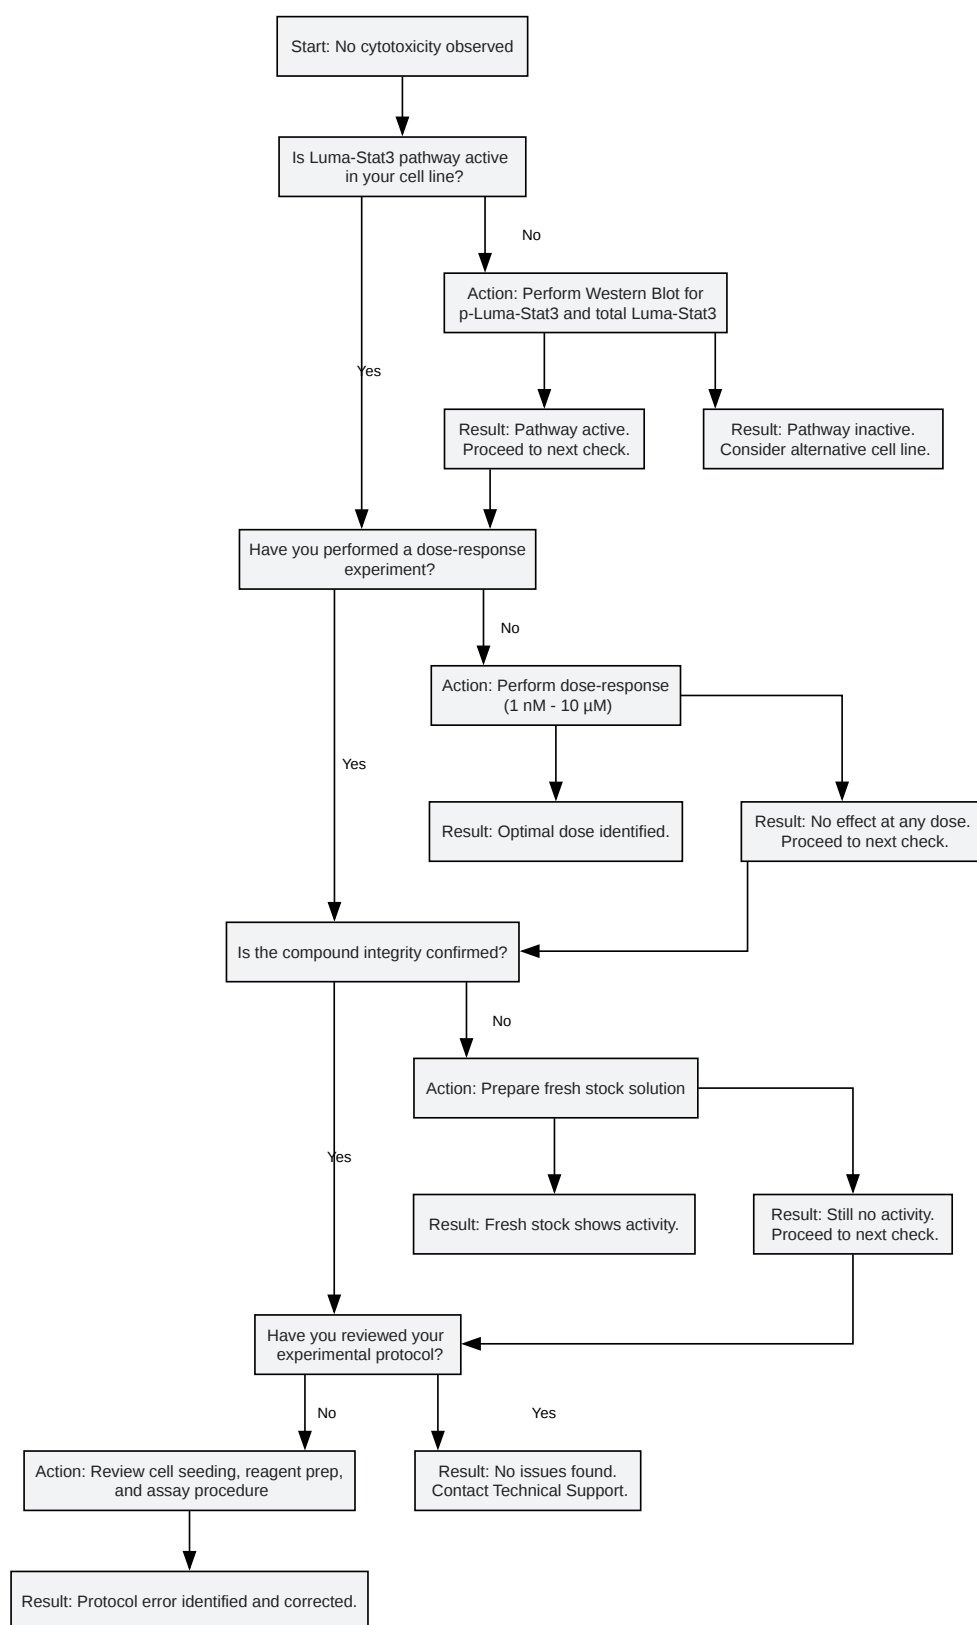 Start: No cytotoxicity observed
Is Luma-Stat3 pathway active
in your cell line?
No
Action: Perform Western Blot for
p-Luma-Stat3 and total Luma-Stat3
Yes
Result: Pathway active.
Proceed to next check.
Result: Pathway inactive.
Consider alternative cell line.
Have you performed a dose-response
experiment?
No
Action: Perform dose-response
(1 nM - 10 µM)
Yes
Result: Optimal dose identified.
Result: No effect at any dose.
Proceed to next check.
Is the compound integrity confirmed?
No
Action: Prepare fresh stock solution
Yes
Result: Fresh stock shows activity.
Result: Still no activity.
Proceed to next check.
Have you reviewed your
experimental protocol?
No
Yes
Action: Review cell seeding, reagent prep,
and assay procedure
Result: No issues found.
Contact Technical Support.
Result: Protocol error identified and corrected.